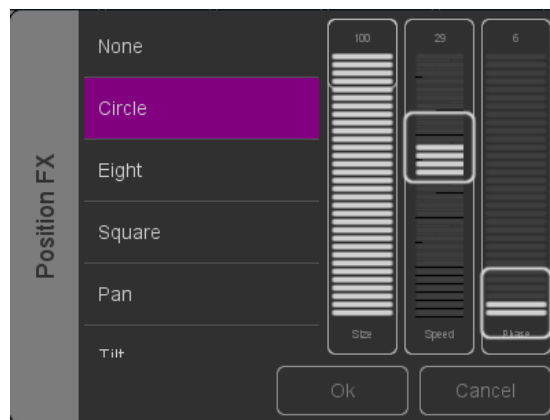 Position FX
None
Circle
Eight
Square
Pan
Tilt
100
29
6
Size
Speed
Phase
Ok
Cancel